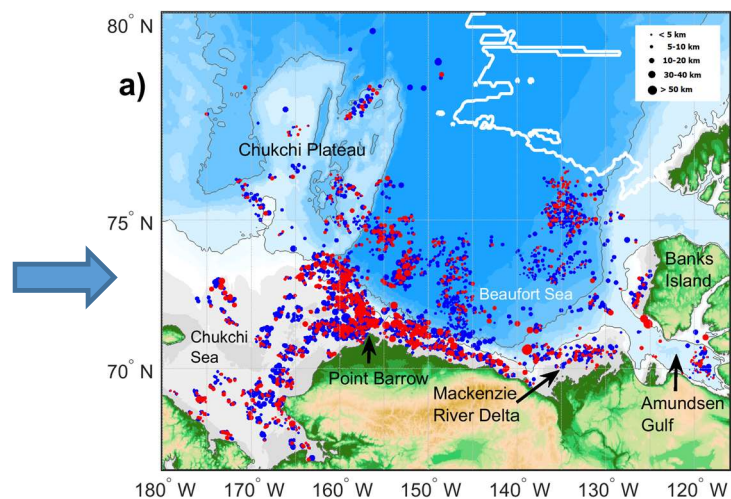 80° N
a)
< 5 km
5-10 km
10-20 km
30-40 km
> 50 km
Chukchi Plateau
75° N
Banks
Island
Beaufort Sea
Chukchi
Sea
70° N
Point Barrow
Mackenzie
River Delta
Amundsen
Gulf
180° W
170° W
160° W
150° W
140° W
130° W
120° W